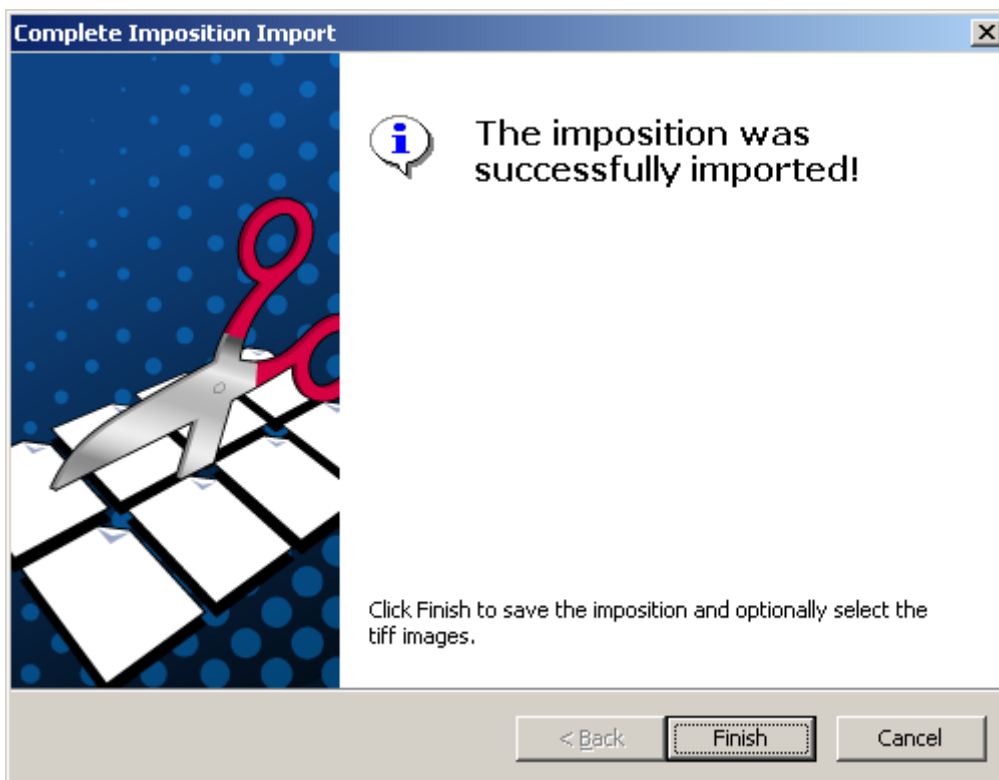 Complete Imposition Import
The imposition was
successfully imported!
Click Finish to save the imposition and optionally select the
tiff images.
< Back
Finish
Cancel